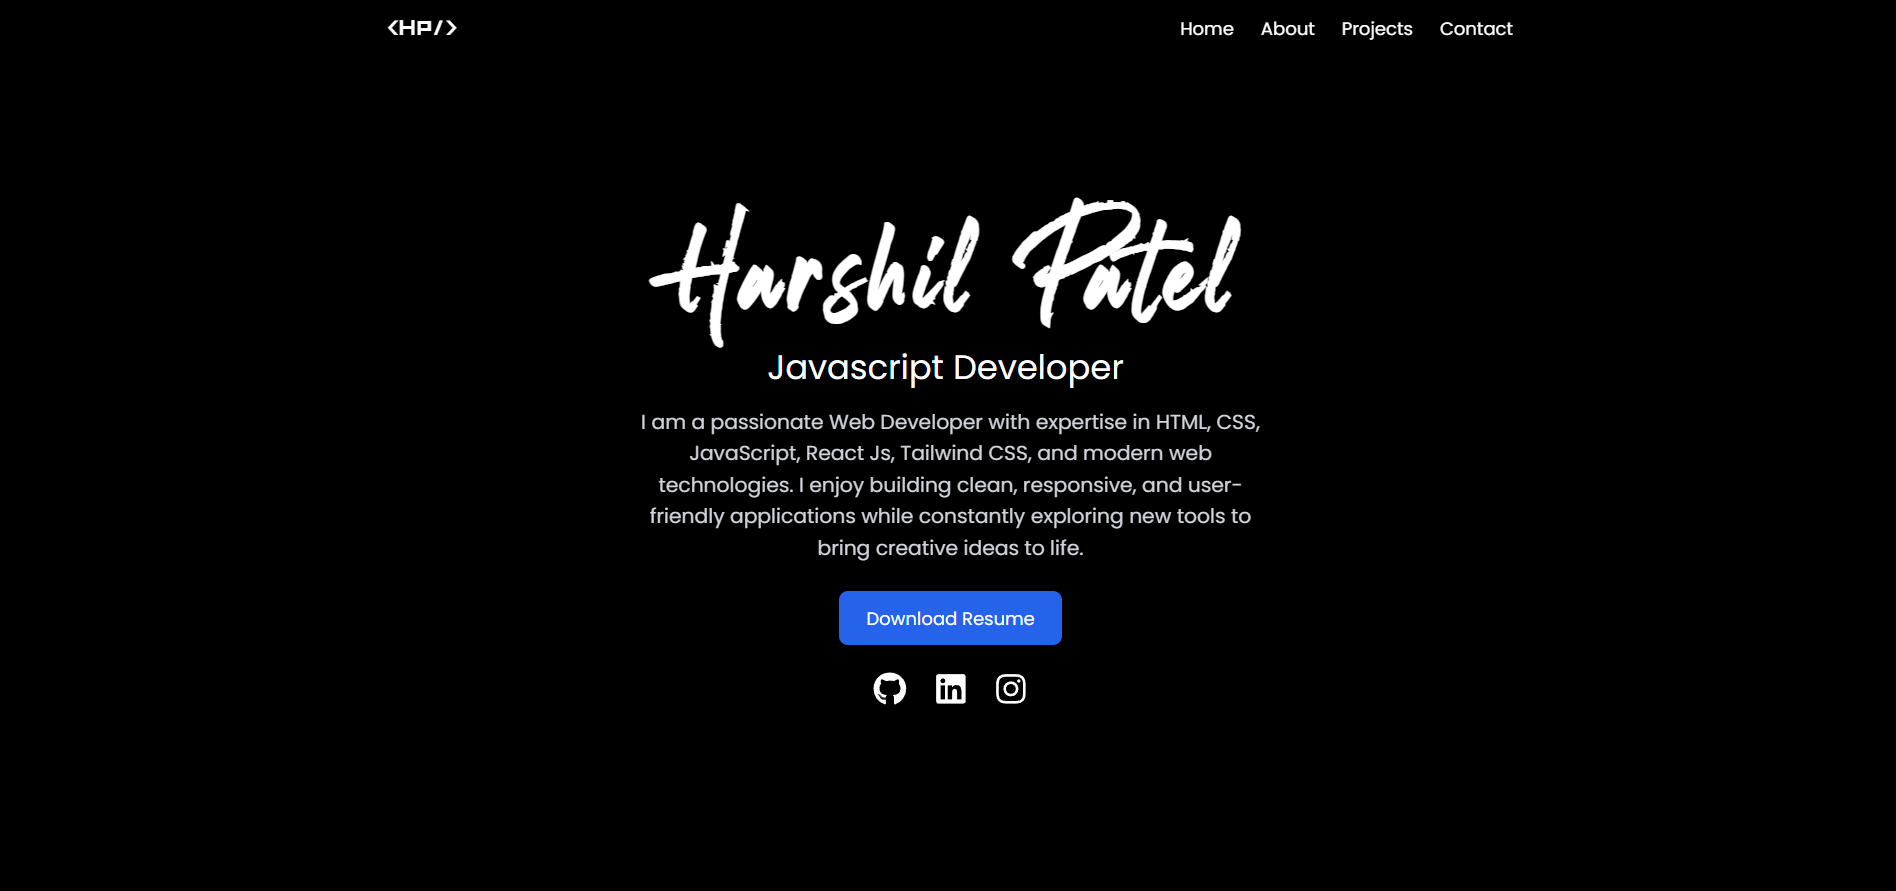 <HP/>
Home About Projects Contact
Harshil Patel
Javascript Developer
I am a passionate Web Developer with expertise in HTML, CSS,
JavaScript, React Js, Tailwind CSS, and modern web
technologies. I enjoy building clean, responsive, and user-
friendly applications while constantly exploring new tools to
bring creative ideas to life.
Download Resume
in